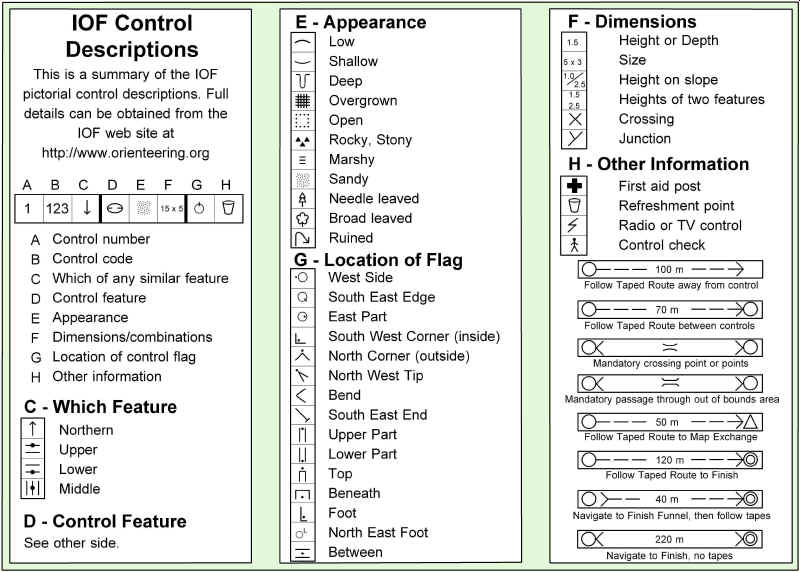 IOF Control
Descriptions
This is a summary of the IOF
pictorial control descriptions. Full
details can be obtained from the
IOF web site at
http://www.orienteering.org
A B C D E F G H
1 123 15 x 5
A Control number
B Control code
C Which of any similar feature
D Control feature
E Appearance
F Dimensions/combinations
G Location of control flag
H Other information
C - Which Feature
Northern
Upper
Lower
Middle
D - Control Feature
See other side.
E - Appearance
Low
Shallow
Deep
Overgrown
Open
Rocky, Stony
Marshy
Sandy
Needle leaved
Broad leaved
Ruined
G - Location of Flag
West Side
South East Edge
East Part
South West Corner (inside)
North Corner (outside)
North West Tip
Bend
South East End
Upper Part
Lower Part
Top
Beneath
Foot
North East Foot
Between
F - Dimensions
1.5 Height or Depth
5 x 3 Size
1.0/2.5 Height on slope
1.5 Heights of two features
2.5
Crossing
Junction
H - Other Information
First aid post
Refreshment point
Radio or TV control
Control check
100 m
Follow Taped Route away from control
70 m
Follow Taped Route between controls
Mandatory crossing point or points
Mandatory passage through out of bounds area
50 m
Follow Taped Route to Map Exchange
120 m
Follow Taped Route to Finish
40 m
Navigate to Finish Funnel, then follow tapes
220 m
Navigate to Finish, no tapes